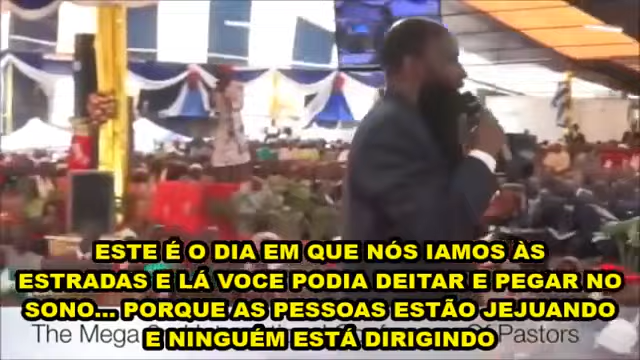 ESTE É O DIA EM QUE NÓS IAMOS ÀS
ESTRADAS E LÁ VOCE PODIA DEITAR E PEGAR NO
SONO... PORQUE AS PESSOAS ESTÃO JEJUANDO
E NINGUÉM ESTÁ DIRIGINDO
The Mega Of Pastors